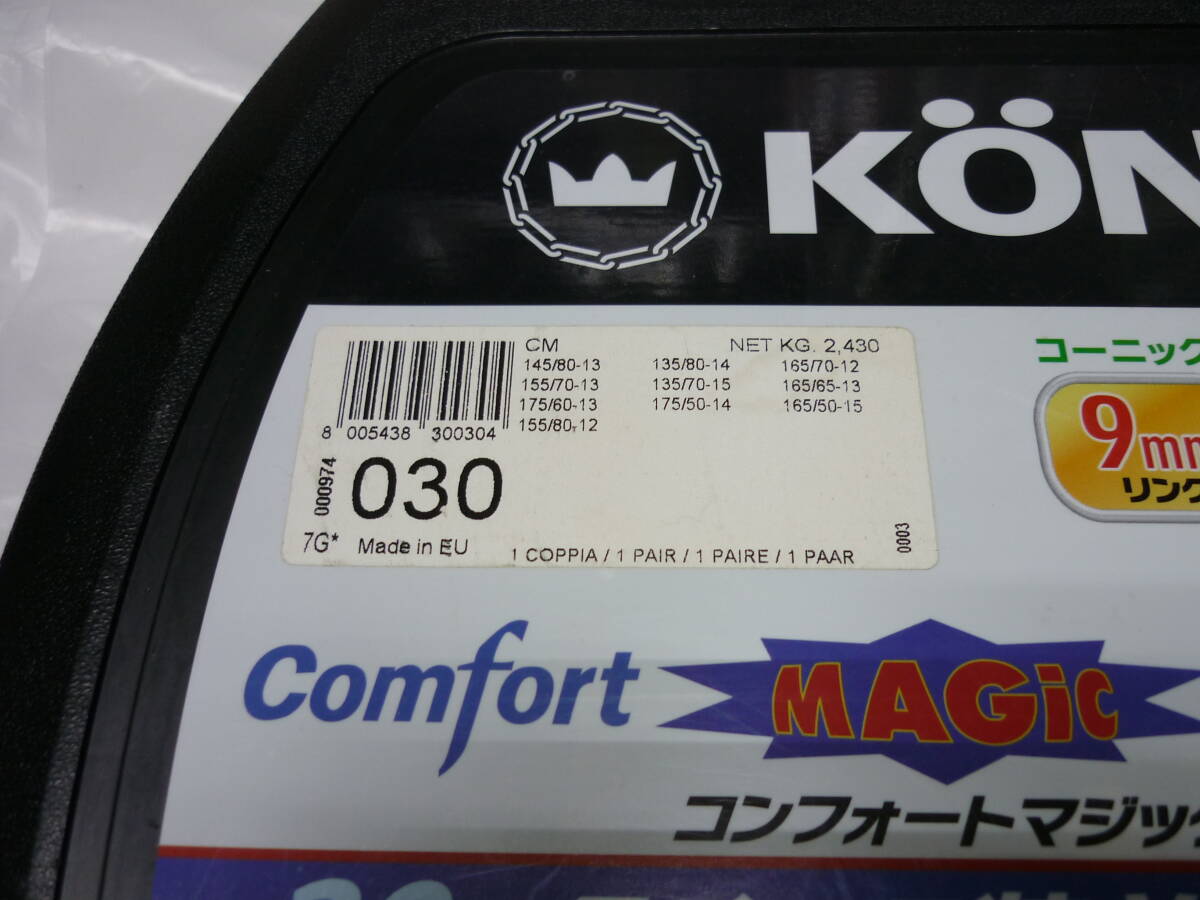 KÖN
CM NET KG. 2,430
145/80-13 135/80-14 165/70-12
155/70-13 135/70-15 165/65-13
175/60-13 175/50-14 165/50-15
155/80-12
8 005438 300304
000974
030
7G* Made in EU
1 COPPIA / 1 PAIR / 1 PAIRE / 1 PAAR
0003
コーニック
9mm
リング
Comfort MAGiC
コンフォートマジック